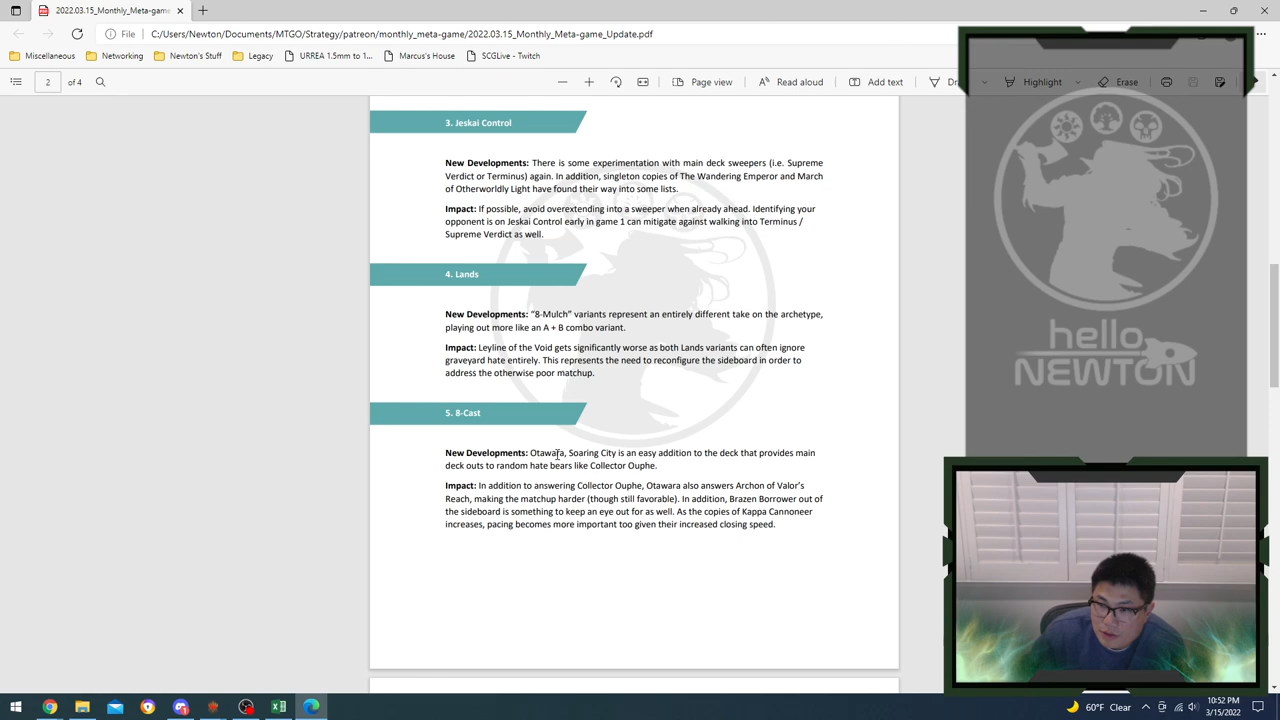 2022.03.15_Monthly_Meta-game_
File
C:/Users/Newton/Documents/MTGO/Strategy/patreon/monthly_meta-game/2022.03.15_Monthly_Meta-game_Update.pdf
Miscellaneous
Networking
Newton's Stuff
Legacy
URREA 1.5mm to 1...
Marcus's House
SCGLive - Twitch
2
of 4
Page view
Read aloud
Add text
Highlight
Erase
3. Jeskai Control
New Developments: There is some experimentation with main deck sweepers (i.e. Supreme
Verdict or Terminus) again. In addition, singleton copies of The Wandering Emperor and March
of Otherworldly Light have found their way into some lists.
Impact: If possible, avoid overextending into a sweeper when already ahead. Identifying your
opponent is on Jeskai Control early in game 1 can mitigate against walking into Terminus /
Supreme Verdict as well.
4. Lands
New Developments: “8-Mulch” variants represent an entirely different take on the archetype,
playing out more like an A + B combo variant.
Impact: Leyline of the Void gets significantly worse as both Lands variants can often ignore
graveyard hate entirely. This represents the need to reconfigure the sideboard in order to
address the otherwise poor matchup.
5. 8-Cast
New Developments: Otawara, Soaring City is an easy addition to the deck that provides main
deck outs to random hate bears like Collector Ouphe.
Impact: In addition to answering Collector Ouphe, Otawara also answers Archon of Valor’s
Reach, making the matchup harder (though still favorable). In addition, Brazen Borrower out of
the sideboard is something to keep an eye out for as well. As the copies of Kappa Cannoneer
increases, pacing becomes more important too given their increased closing speed.
hello
NEWTON
60°F Clear
10:52 PM
3/15/2022